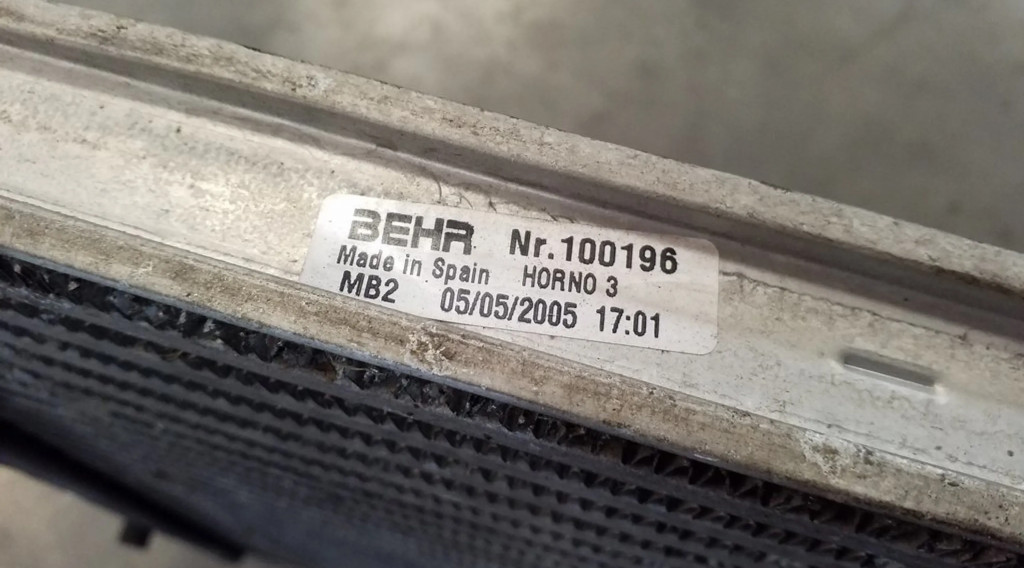 BEHR Nr.100196
Made in Spain HORNO 3
MB2 05/05/2005 17:01